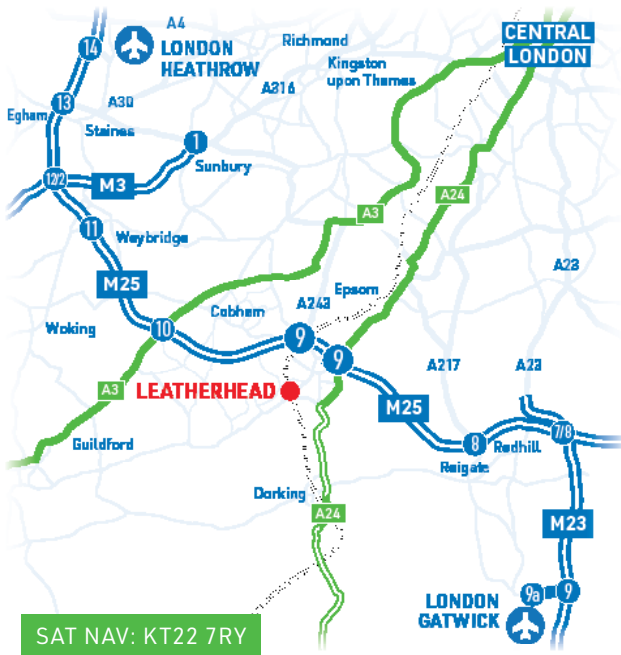 A4
14
LONDON
HEATHROW
Richmond
Kingston
upon Thames
CENTRAL
LONDON
A316
13
A30
Egham
Staines
1
Sunbury
12/2
M3
A24
A3
11
Weybridge
A23
M25
Epsom
A243
Cobham
Woking
10
9
9
A217
A23
A3
LEATHERHEAD
M25
Guildford
8
Redhill
7/8
Reigate
Dorking
A24
M23
9a
9
LONDON
GATWICK
SAT NAV: KT22 7RY